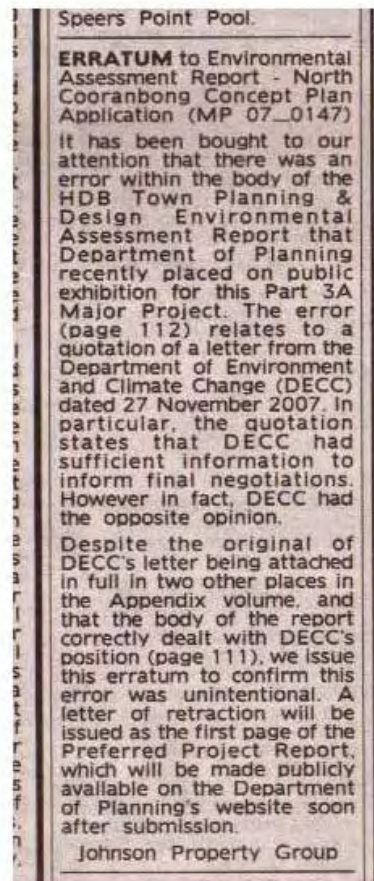 Speers Point Pool.
ERRATUM to Environmental
Assessment Report - North
Cooranbong Concept Plan
Application (MP 07_0147)
It has been bought to our
attention that there was an
error within the body of the
HDB Town Planning &
Design Environmental
Assessment Report that
Department of Planning
recently placed on public
exhibition for this Part 3A
Major Project. The error
(page 112) relates to a
quotation of a letter from the
Department of Environment
and Climate Change (DECC)
dated 27 November 2007. In
particular, the quotation
states that DECC had
sufficient information to
inform final negotiations.
However in fact, DECC had
the opposite opinion.
Despite the original of
DECC's letter being attached
in full in two other places in
the Appendix volume, and
that the body of the report
correctly dealt with DECC's
position (page 111), we issue
this erratum to confirm this
error was unintentional. A
letter of retraction will be
issued as the first page of the
Preferred Project Report,
which will be made publicly
available on the Department
of Planning's website soon
after submission.
Johnson Property Group